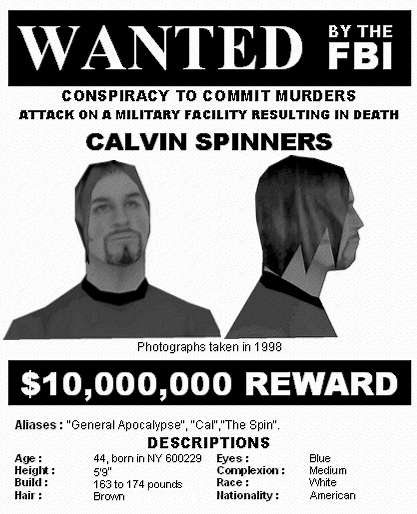 WANTED BY THE FBI
CONSPIRACY TO COMMIT MURDERS
ATTACK ON A MILITARY FACILITY RESULTING IN DEATH
CALVIN SPINNERS
Photographs taken in 1998
$10,000,000 REWARD
Aliases : "General Apocalypse", "Cal","The Spin".
DESCRIPTIONS
Age : 44, born in NY 600229 Eyes : Blue
Height : 5'9" Complexion : Medium
Build : 163 to 174 pounds Race : White
Hair : Brown Nationality : American